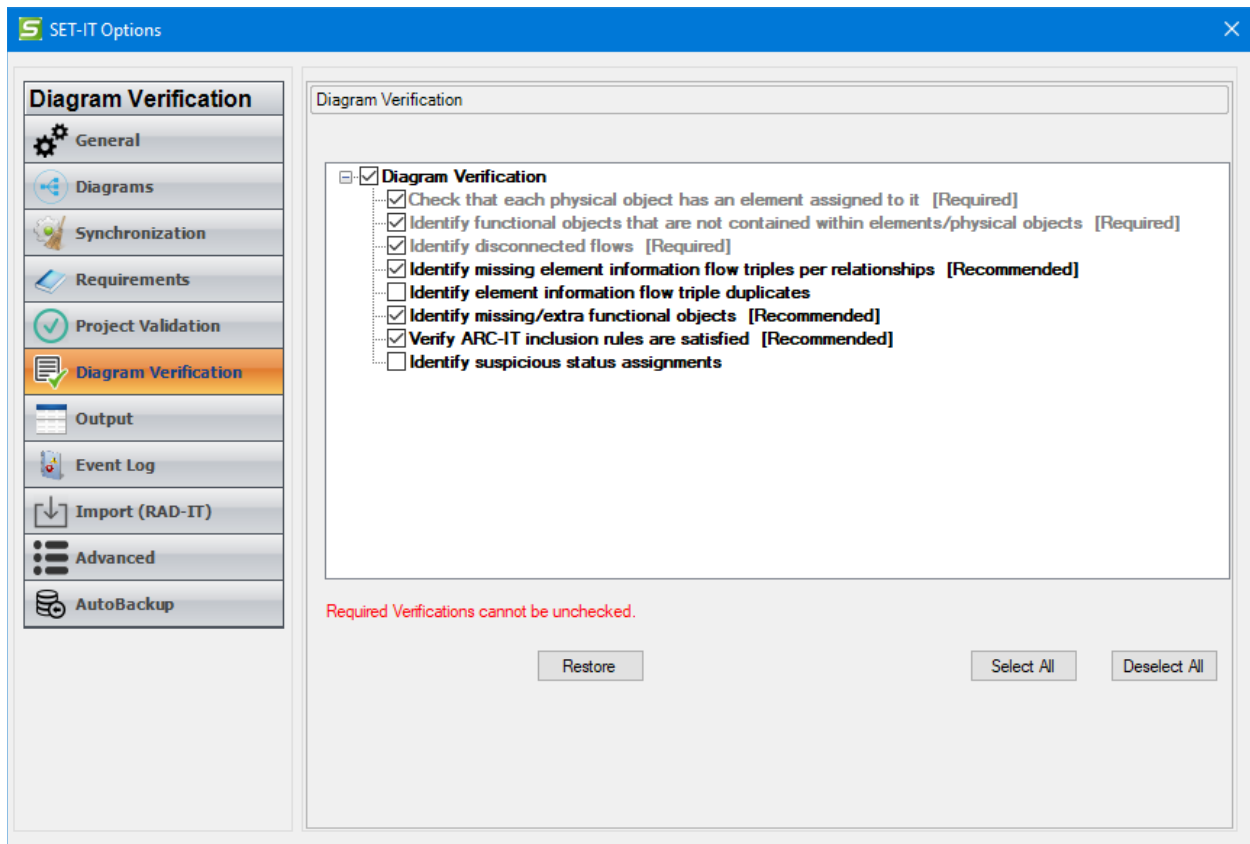 SET-IT Options
Diagram Verification
General
Diagrams
Synchronization
Requirements
Project Validation
Diagram Verification
Output
Event Log
Import (RAD-IT)
Advanced
AutoBackup
Diagram Verification
Diagram Verification
Check that each physical object has an element assigned to it [Required]
Identify functional objects that are not contained within elements/physical objects [Required]
Identify disconnected flows [Required]
Identify missing element information flow triples per relationships [Recommended]
Identify element information flow triple duplicates
Identify missing/extra functional objects [Recommended]
Verify ARC-IT inclusion rules are satisfied [Recommended]
Identify suspicious status assignments
Required Verifications cannot be unchecked.
Restore
Select All
Deselect All